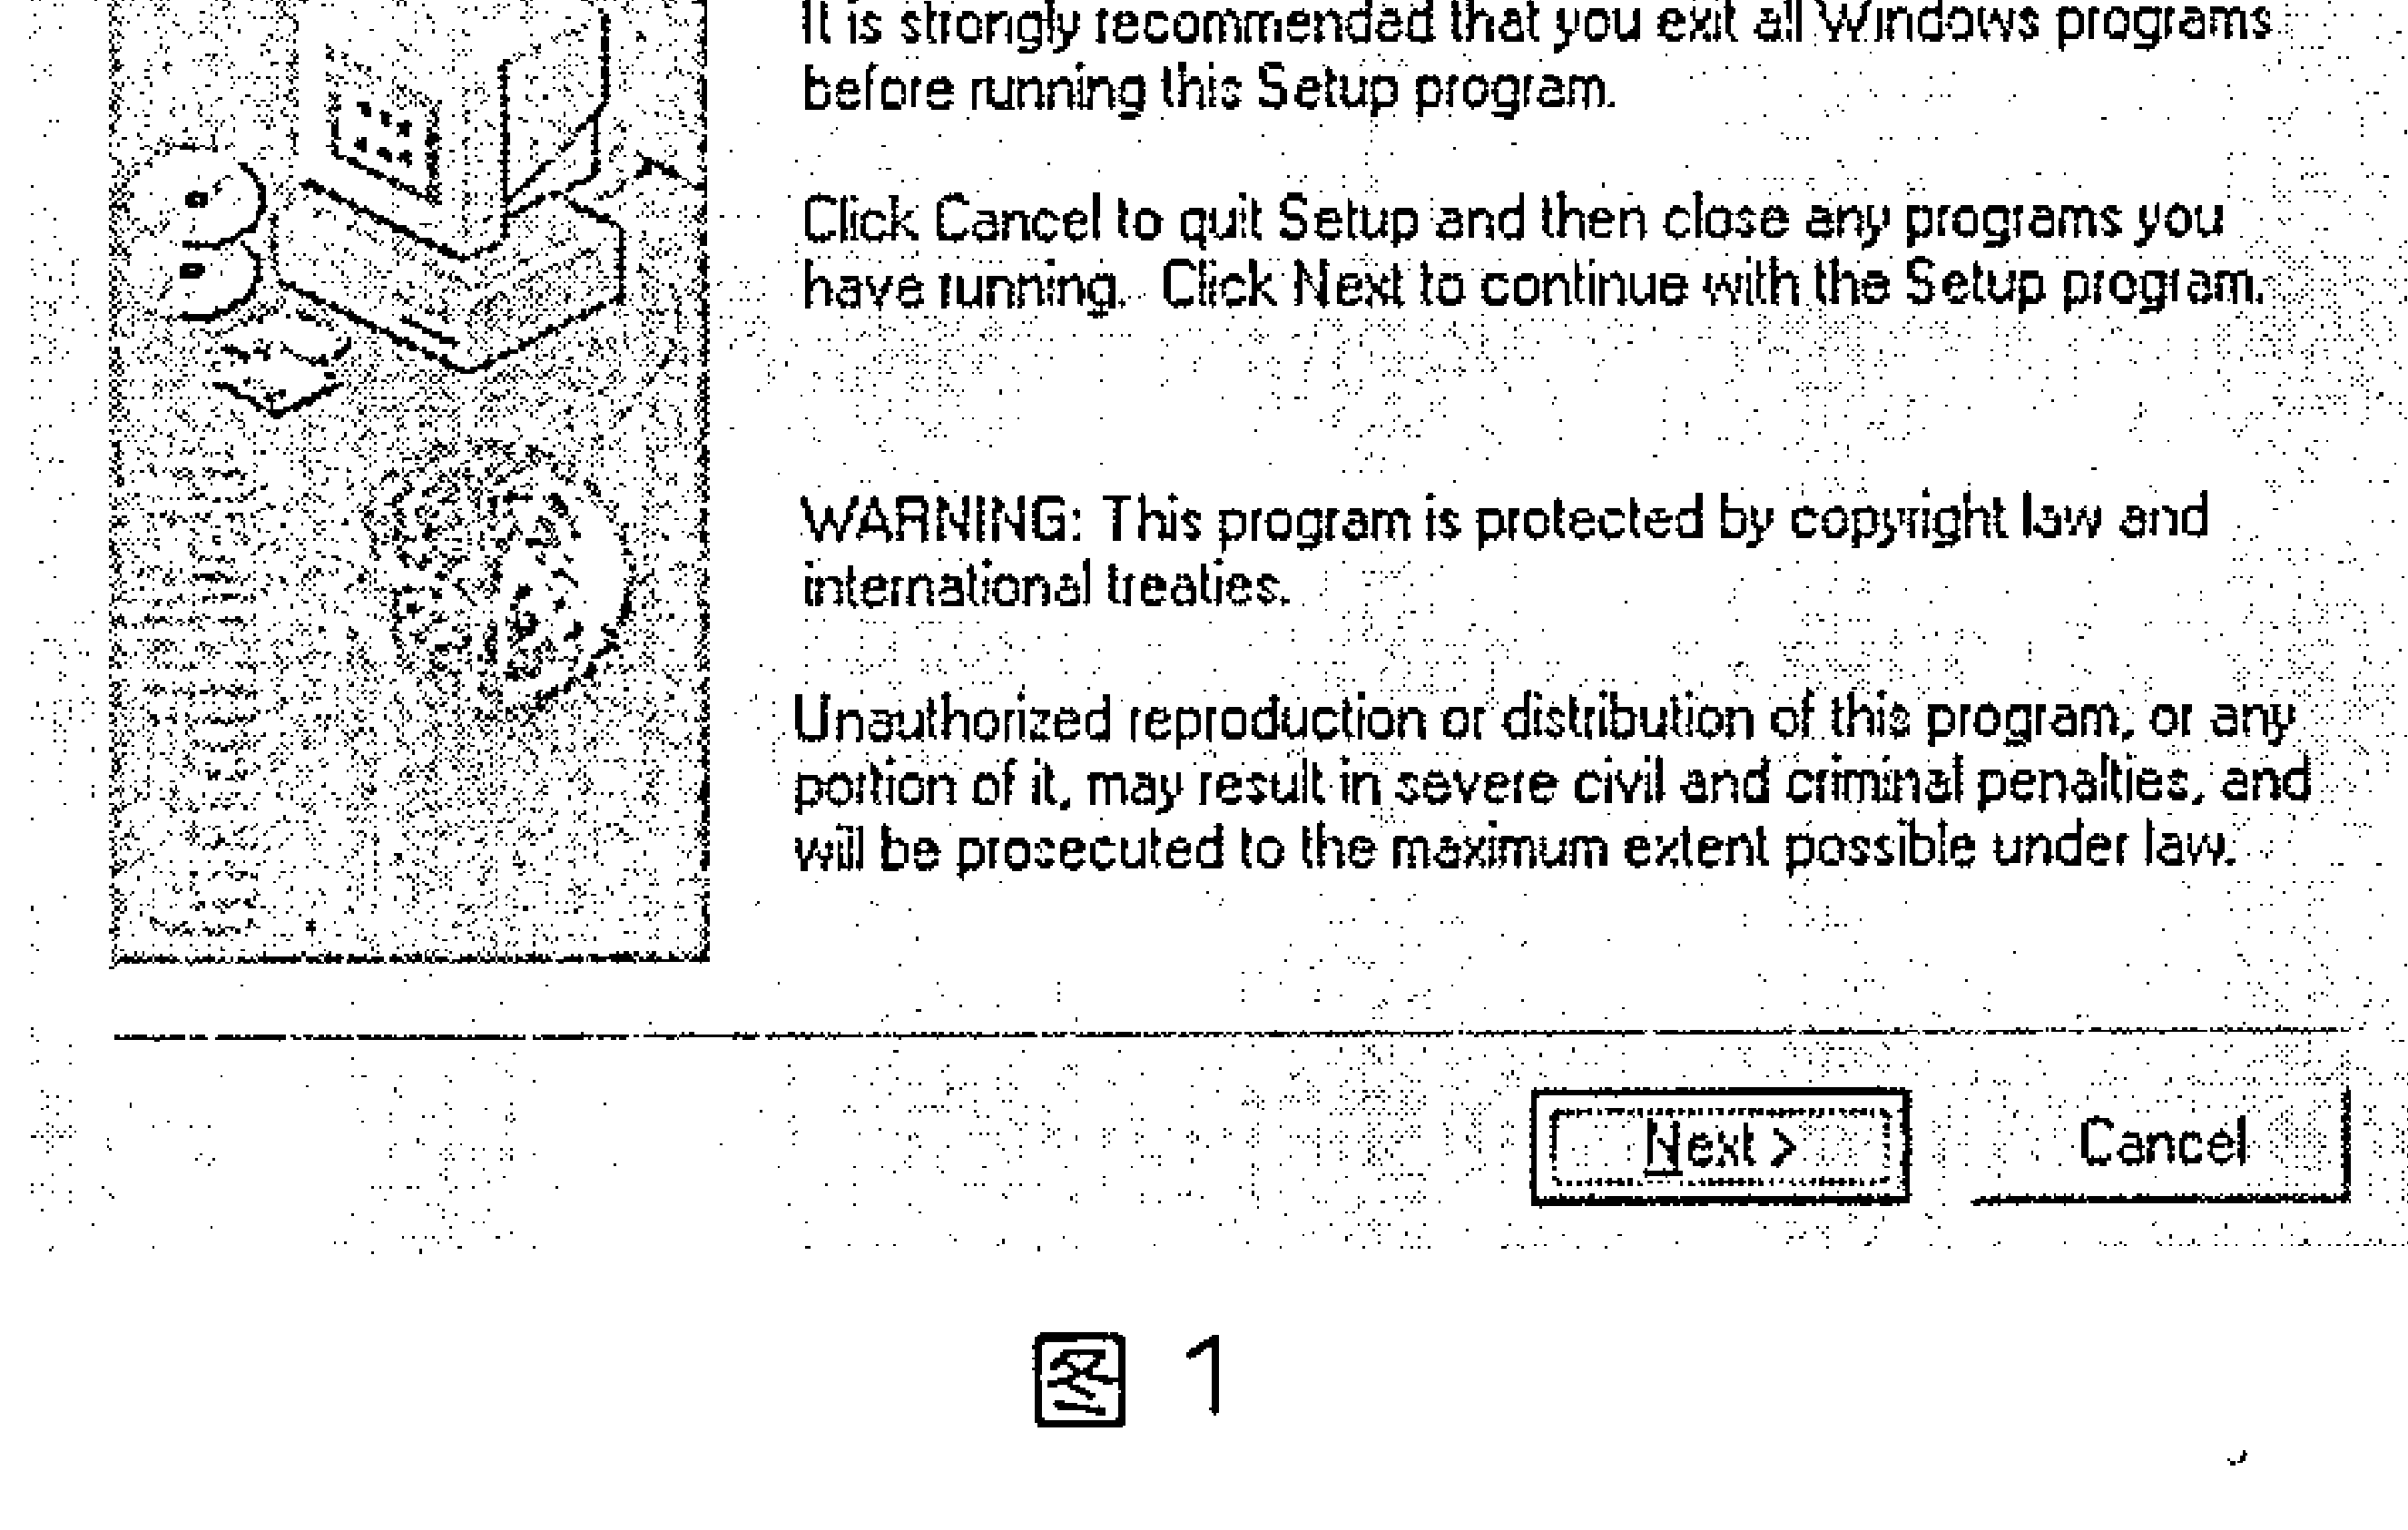 It is strongly recommended that you exit all Windows programs
before running this Setup program.
Click Cancel to quit Setup and then close any programs you
have running. Click Next to continue with the Setup program.
WARNING: This program is protected by copyright law and
international treaties.
Unauthorized reproduction or distribution of this program, or any
portion of it, may result in severe civil and criminal penalties, and
will be prosecuted to the maximum extent possible under law.
Next > Cancel
图 1